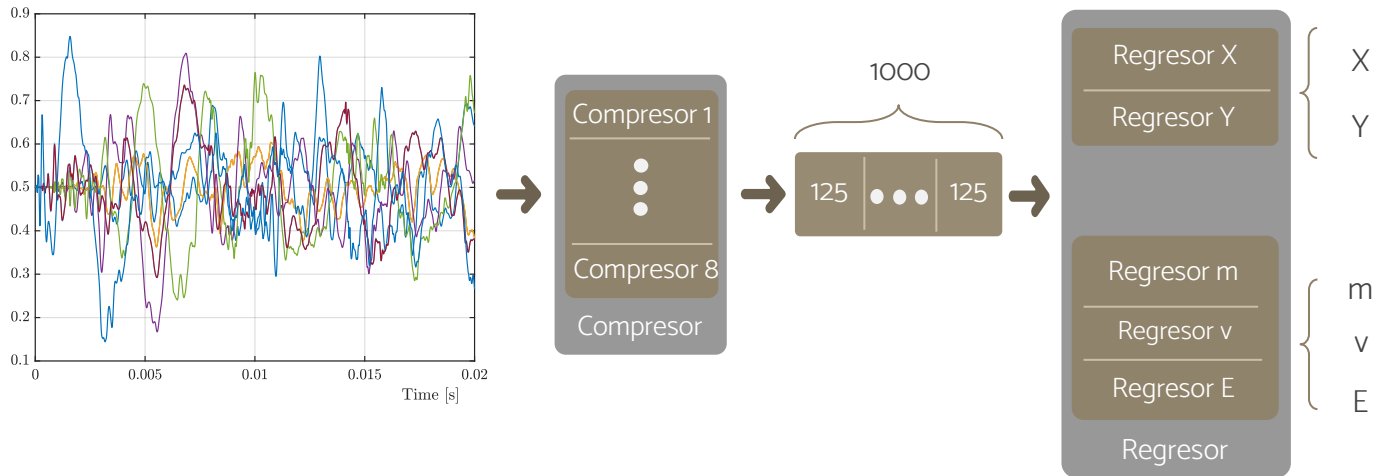 0.9
0.8
0.7
0.6
0.5
0.4
0.3
0.2
0.1
0 0.005 0.01 0.015 0.02
Time [s]
Compresor 1
Compresor 8
Compresor
1000
125 125
Regresor X
Regresor Y
X
Y
Regresor m
Regresor v
Regresor E
Regresor
m
v
E